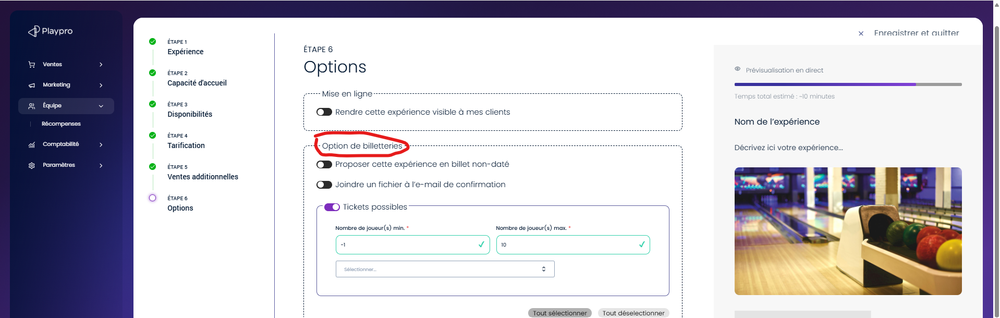 Playpro
Ventes
Marketing
Équipe
Récompenses
Comptabilité
Paramètres
ÉTAPE 1
Expérience
ÉTAPE 2
Capacité d'accueil
ÉTAPE 3
Disponibilités
ÉTAPE 4
Tarification
ÉTAPE 5
Ventes additionnelles
ÉTAPE 6
Options
ÉTAPE 6
Options
Mise en ligne
Rendre cette expérience visible à mes clients
Option de billetteries
Proposer cette expérience en billet non-daté
Joindre un fichier à l’e-mail de confirmation
Tickets possibles
Nombre de joueur(s) min. *
Nombre de joueur(s) max. *
-1
10
Sélectionner...
Tout sélectionner
Tout déselectionner
Enregistrer et quitter
Prévisualisation en direct
Temps total estimé : ~10 minutes
Nom de l’expérience
Décrivez ici votre expérience...